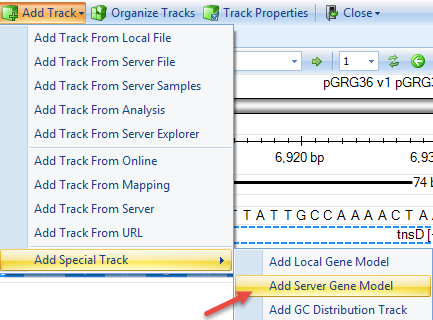 Add Track Organize Tracks Track Properties Close
Add Track From Local File
Add Track From Server File
Add Track From Server Samples
Add Track From Analysis
Add Track From Server Explorer
Add Track From Online
Add Track From Mapping
Add Track From Server
Add Track From URL
Add Special Track
1
pGRG36 v1 pGRG3
6,920 bp 6,93
74 b
T A T T G C C A A A A C T A
tnsD [
Add Local Gene Model
Add Server Gene Model
Add GC Distribution Track